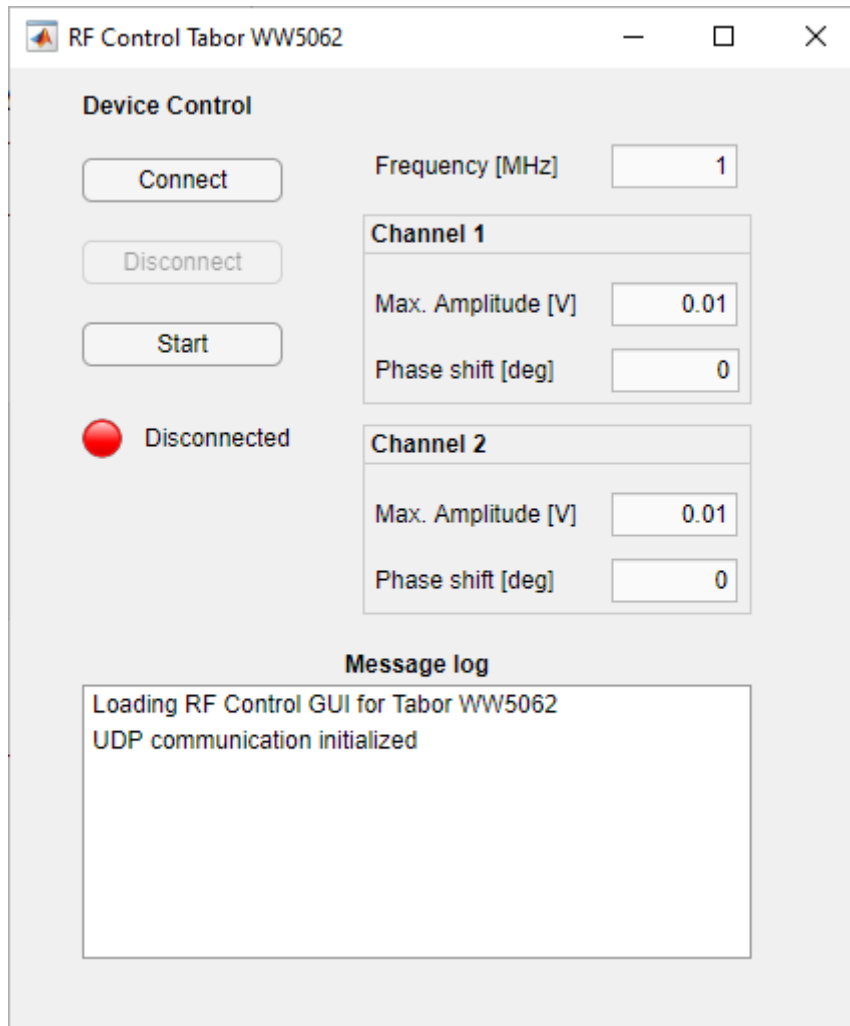 RF Control Tabor WW5062
Device Control
Connect
Disconnect
Start
Disconnected
Frequency [MHz] 1
Channel 1
Max. Amplitude [V] 0.01
Phase shift [deg] 0
Channel 2
Max. Amplitude [V] 0.01
Phase shift [deg] 0
Message log
Loading RF Control GUI for Tabor WW5062
UDP communication initialized